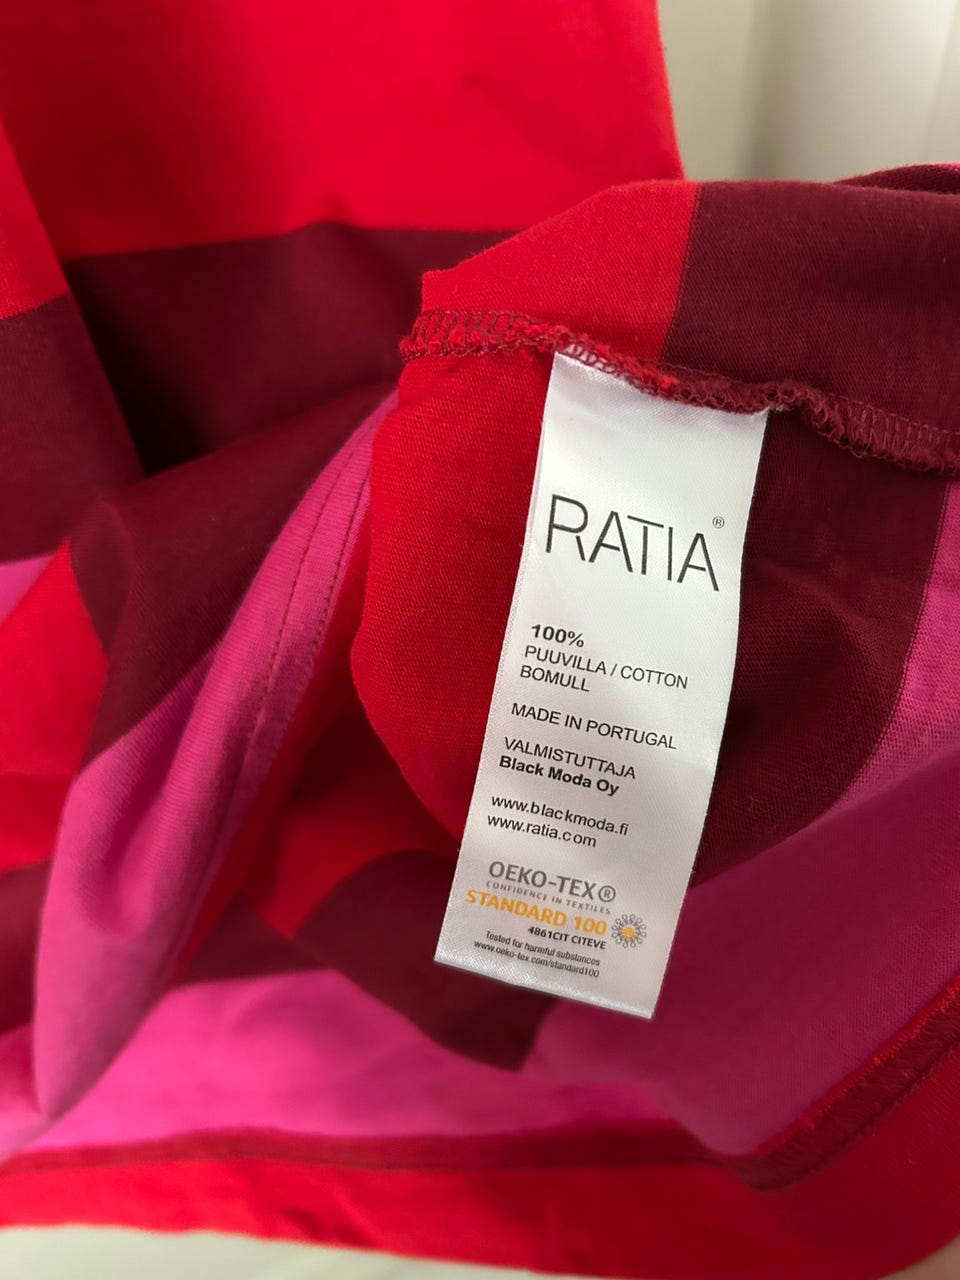 RATIA®
100%
PUUVILLA / COTTON
BOMULL
MADE IN PORTUGAL
VALMISTUTTAJA
Black Moda Oy
www.blackmoda.fi
www.ratia.com
OEKO-TEX®
CONFIDENCE IN TEXTILES
STANDARD 100
4861CIT CITEVE
Tested for harmful substances
www.oeko-tex.com/standard100